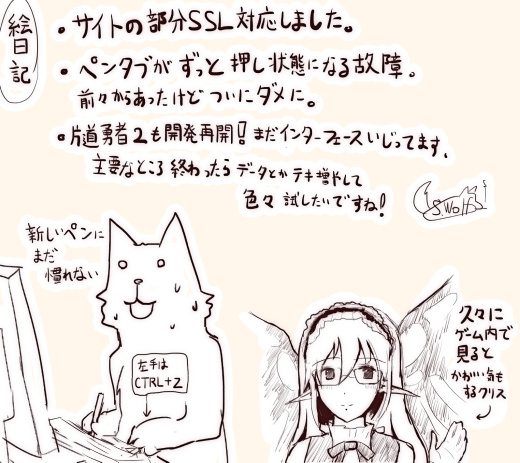 絵日記
・サイトの部分SSL対応しました。
・ペンタブがずっと押し状態になる故障。
前々からあったけどついにダメに。
・片道勇者2も開発再開!まだインターフェースいじってます。
主要なところ終わったらデータとかテキ増やして
色々試したいですね!
SWolf
新しいペンに
まだ
慣れない
左手は
CTRL+Z
久々に
ゲーム内で
見ると
かわいい気も
するクリス